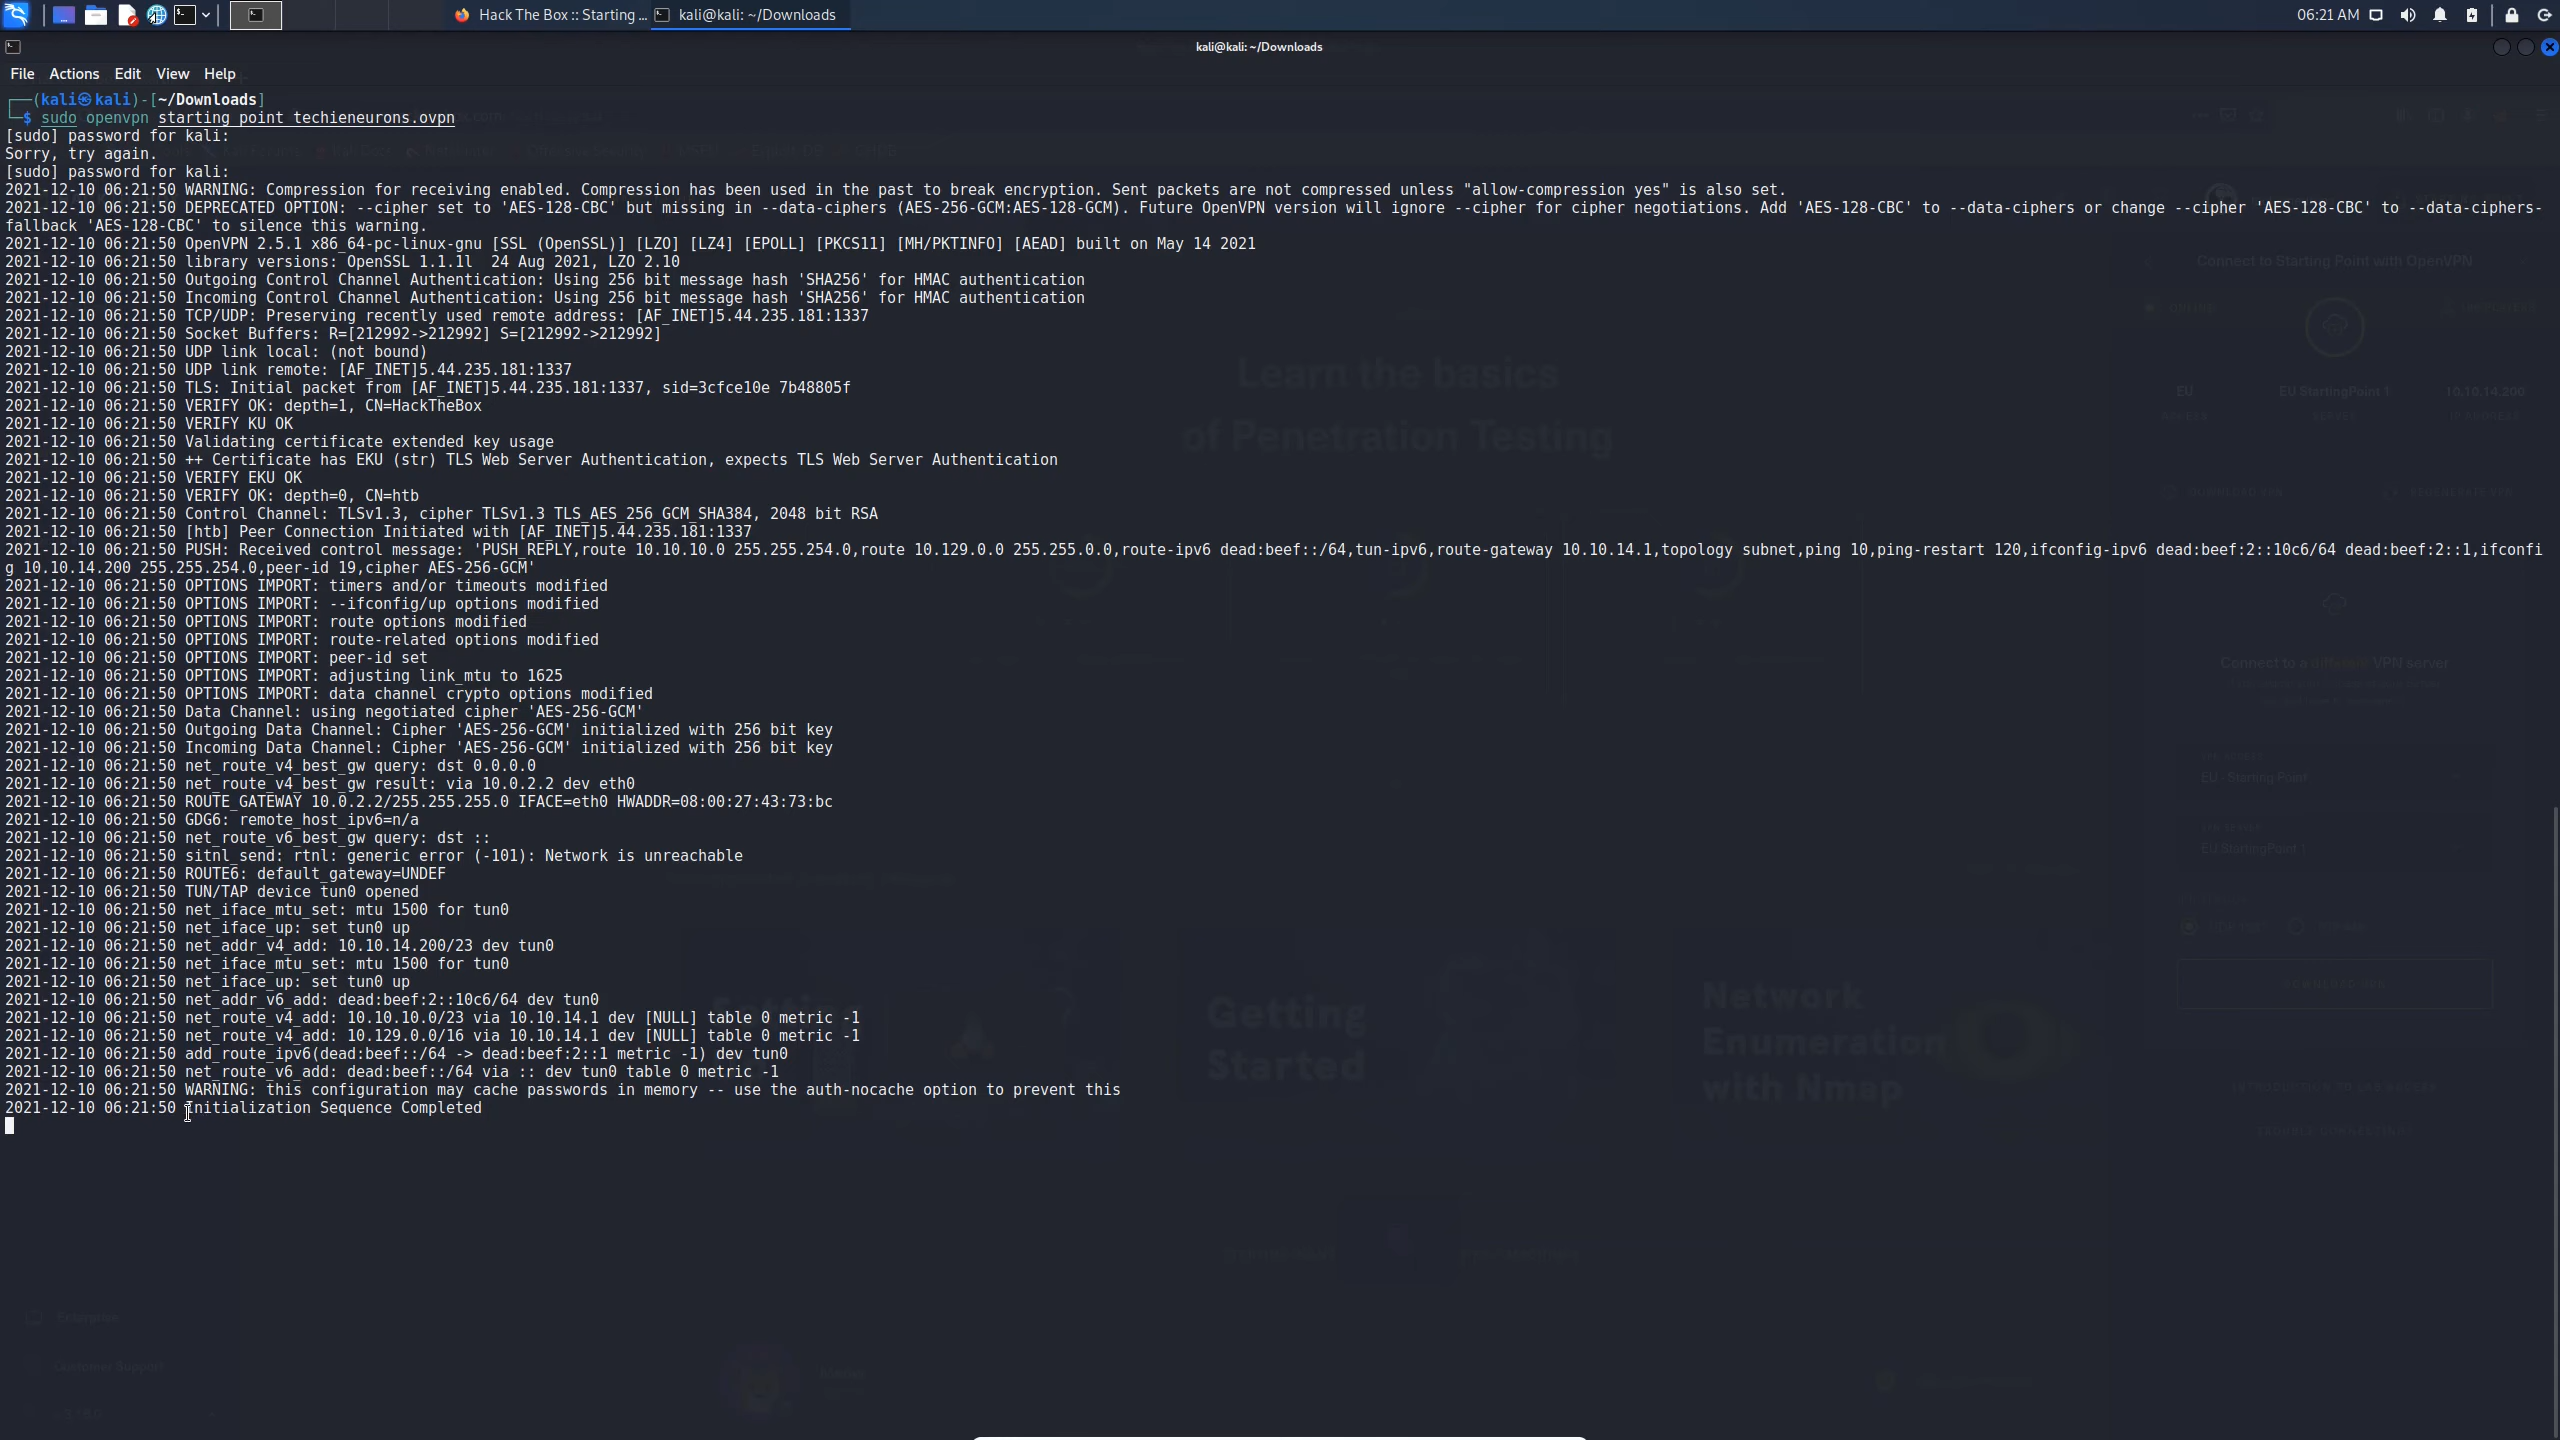 Hack The Box :: Starting ...
kali@kali: ~/Downloads
06:21 AM
kali@kali: ~/Downloads
File Actions Edit View Help
┌──(kali㉿kali)-[~/Downloads]
└─$ sudo openvpn starting_point_techieneurons.ovpn
[sudo] password for kali:
Sorry, try again.
[sudo] password for kali:
2021-12-10 06:21:50 WARNING: Compression for receiving enabled. Compression has been used in the past to break encryption. Sent packets are not compressed unless "allow-compression yes" is also set.
2021-12-10 06:21:50 DEPRECATED OPTION: --cipher set to 'AES-128-CBC' but missing in --data-ciphers (AES-256-GCM:AES-128-GCM). Future OpenVPN version will ignore --cipher for cipher negotiations. Add 'AES-128-CBC' to --data-ciphers or change --cipher 'AES-128-CBC' to --data-ciphers-
fallback 'AES-128-CBC' to silence this warning.
2021-12-10 06:21:50 OpenVPN 2.5.1 x86_64-pc-linux-gnu [SSL (OpenSSL)] [LZO] [LZ4] [EPOLL] [PKCS11] [MH/PKTINFO] [AEAD] built on May 14 2021
2021-12-10 06:21:50 library versions: OpenSSL 1.1.1l  24 Aug 2021, LZO 2.10
2021-12-10 06:21:50 Outgoing Control Channel Authentication: Using 256 bit message hash 'SHA256' for HMAC authentication
2021-12-10 06:21:50 Incoming Control Channel Authentication: Using 256 bit message hash 'SHA256' for HMAC authentication
2021-12-10 06:21:50 TCP/UDP: Preserving recently used remote address: [AF_INET]5.44.235.181:1337
2021-12-10 06:21:50 Socket Buffers: R=[212992->212992] S=[212992->212992]
2021-12-10 06:21:50 UDP link local: (not bound)
2021-12-10 06:21:50 UDP link remote: [AF_INET]5.44.235.181:1337
2021-12-10 06:21:50 TLS: Initial packet from [AF_INET]5.44.235.181:1337, sid=3cfce10e 7b48805f
2021-12-10 06:21:50 VERIFY OK: depth=1, CN=HackTheBox
2021-12-10 06:21:50 VERIFY KU OK
2021-12-10 06:21:50 Validating certificate extended key usage
2021-12-10 06:21:50 ++ Certificate has EKU (str) TLS Web Server Authentication, expects TLS Web Server Authentication
2021-12-10 06:21:50 VERIFY EKU OK
2021-12-10 06:21:50 VERIFY OK: depth=0, CN=htb
2021-12-10 06:21:50 Control Channel: TLSv1.3, cipher TLSv1.3 TLS_AES_256_GCM_SHA384, 2048 bit RSA
2021-12-10 06:21:50 [htb] Peer Connection Initiated with [AF_INET]5.44.235.181:1337
2021-12-10 06:21:50 PUSH: Received control message: 'PUSH_REPLY,route 10.10.10.0 255.255.254.0,route 10.129.0.0 255.255.0.0,route-ipv6 dead:beef::/64,tun-ipv6,route-gateway 10.10.14.1,topology subnet,ping 10,ping-restart 120,ifconfig-ipv6 dead:beef:2::10c6/64 dead:beef:2::1,ifconfi
g 10.10.14.200 255.255.254.0,peer-id 19,cipher AES-256-GCM'
2021-12-10 06:21:50 OPTIONS IMPORT: timers and/or timeouts modified
2021-12-10 06:21:50 OPTIONS IMPORT: --ifconfig/up options modified
2021-12-10 06:21:50 OPTIONS IMPORT: route options modified
2021-12-10 06:21:50 OPTIONS IMPORT: route-related options modified
2021-12-10 06:21:50 OPTIONS IMPORT: peer-id set
2021-12-10 06:21:50 OPTIONS IMPORT: adjusting link_mtu to 1625
2021-12-10 06:21:50 OPTIONS IMPORT: data channel crypto options modified
2021-12-10 06:21:50 Data Channel: using negotiated cipher 'AES-256-GCM'
2021-12-10 06:21:50 Outgoing Data Channel: Cipher 'AES-256-GCM' initialized with 256 bit key
2021-12-10 06:21:50 Incoming Data Channel: Cipher 'AES-256-GCM' initialized with 256 bit key
2021-12-10 06:21:50 net_route_v4_best_gw query: dst 0.0.0.0
2021-12-10 06:21:50 net_route_v4_best_gw result: via 10.0.2.2 dev eth0
2021-12-10 06:21:50 ROUTE_GATEWAY 10.0.2.2/255.255.255.0 IFACE=eth0 HWADDR=08:00:27:43:73:bc
2021-12-10 06:21:50 GDG6: remote_host_ipv6=n/a
2021-12-10 06:21:50 net_route_v6_best_gw query: dst ::
2021-12-10 06:21:50 sitnl_send: rtnl: generic error (-101): Network is unreachable
2021-12-10 06:21:50 ROUTE6: default_gateway=UNDEF
2021-12-10 06:21:50 TUN/TAP device tun0 opened
2021-12-10 06:21:50 net_iface_mtu_set: mtu 1500 for tun0
2021-12-10 06:21:50 net_iface_up: set tun0 up
2021-12-10 06:21:50 net_addr_v4_add: 10.10.14.200/23 dev tun0
2021-12-10 06:21:50 net_iface_mtu_set: mtu 1500 for tun0
2021-12-10 06:21:50 net_iface_up: set tun0 up
2021-12-10 06:21:50 net_addr_v6_add: dead:beef:2::10c6/64 dev tun0
2021-12-10 06:21:50 net_route_v4_add: 10.10.10.0/23 via 10.10.14.1 dev [NULL] table 0 metric -1
2021-12-10 06:21:50 net_route_v4_add: 10.129.0.0/16 via 10.10.14.1 dev [NULL] table 0 metric -1
2021-12-10 06:21:50 add_route_ipv6(dead:beef::/64 -> dead:beef:2::1 metric -1) dev tun0
2021-12-10 06:21:50 net_route_v6_add: dead:beef::/64 via :: dev tun0 table 0 metric -1
2021-12-10 06:21:50 WARNING: this configuration may cache passwords in memory -- use the auth-nocache option to prevent this
2021-12-10 06:21:50 Initialization Sequence Completed
Connect to Starting Point with OpenVPN
Learn the basics
of Penetration Testing
EU
EU StartingPoint 1
10.10.14.200
Connect to a different VPN server
EU - Starting Point
EU StartingPoint 1
Getting
Started
Network
Enumeration
with Nmap
Enterprise
Customer Support